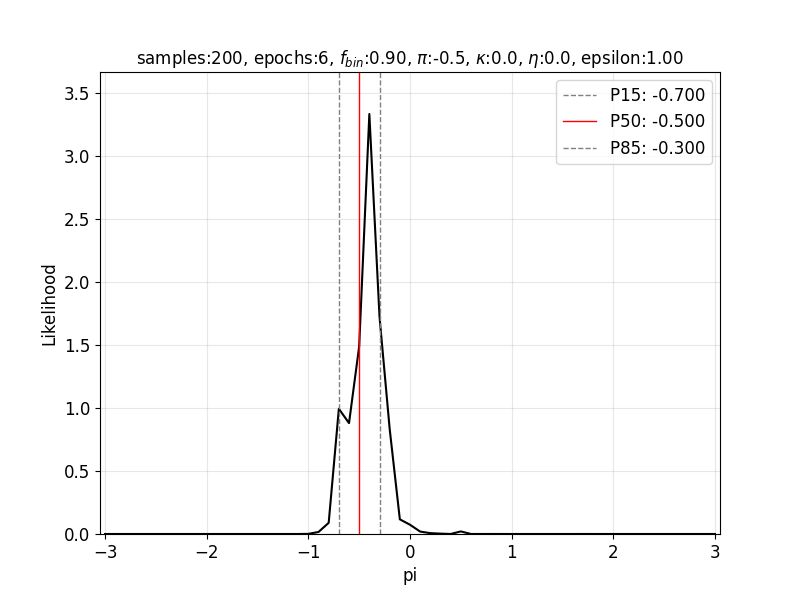 samples:200, epochs:6, f_bin:0.90, π:-0.5, κ:0.0, η:0.0, epsilon:1.00
P15: -0.700
P50: -0.500
P85: -0.300
3.5
3.0
2.5
2.0
1.5
1.0
0.5
0.0
Likelihood
−3 −2 −1 0 1 2 3
pi